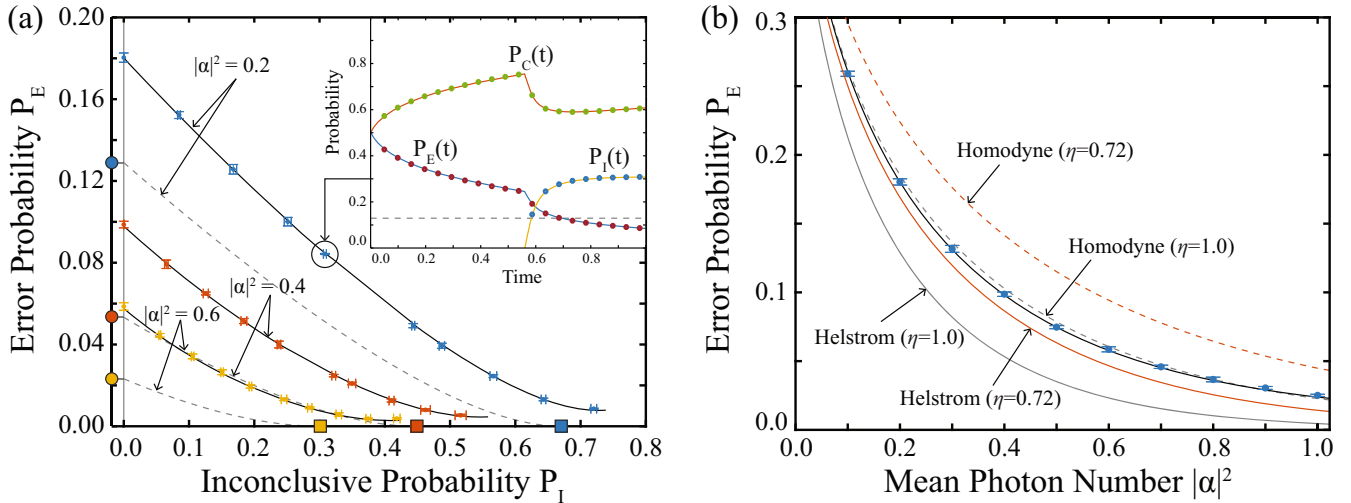 (a)
Error Probability P_E
0.20
0.16
0.12
0.08
0.04
0.00
0.0 0.1 0.2 0.3 0.4 0.5 0.6 0.7 0.8
Inconclusive Probability P_I
|α|² = 0.2
|α|² = 0.4
|α|² = 0.6
Probability
0.8
0.6
0.4
0.2
0.0
0.0 0.2 0.4 0.6 0.8
Time
P_C(t)
P_E(t)
P_I(t)
(b)
Error Probability P_E
0.3
0.2
0.1
0.0
0.0 0.2 0.4 0.6 0.8 1.0
Mean Photon Number |α|²
Homodyne (η=0.72)
Homodyne (η=1.0)
Helstrom (η=1.0)
Helstrom (η=0.72)